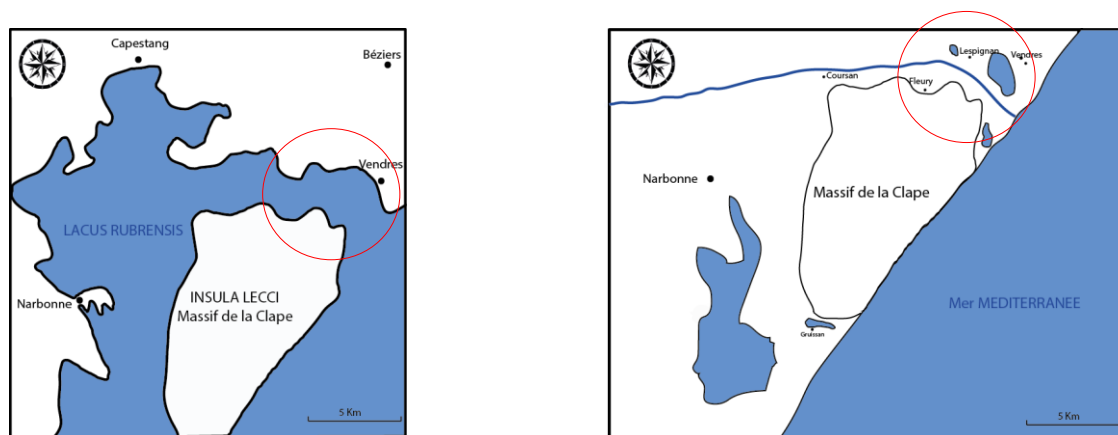 Capestang
Béziers
Vendres
LACUS RUBRENSIS
Narbonne
INSULA LECCI
Massif de la Clape
5 Km
Lespignan
Vendres
Coursan
Fleury
Narbonne
Massif de la Clape
Mer MEDITERRANEE
Gruissan
5 Km